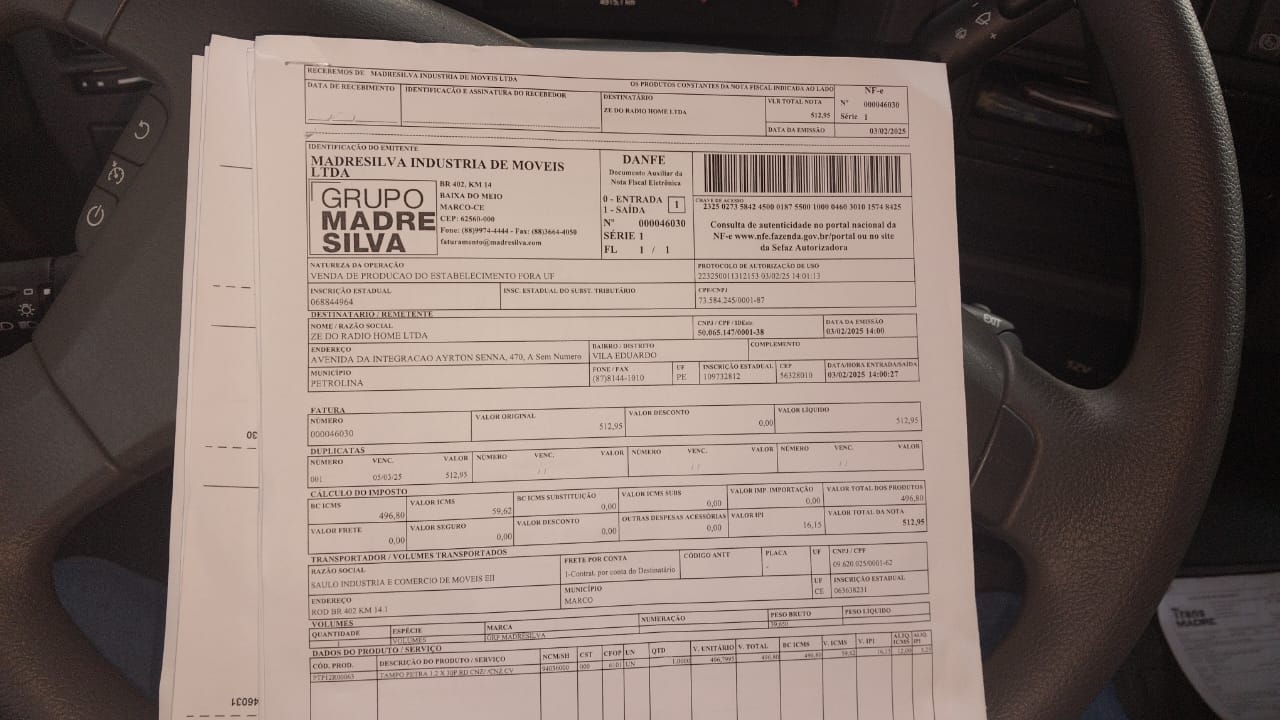 RECEBEMOS DE MADRESILVA INDUSTRIA DE MOVEIS LTDA OS PRODUTOS CONSTANTES DA NOTA FISCAL INDICADA AO LADO
DATA DE RECEBIMENTO IDENTIFICAÇÃO E ASSINATURA DO RECEBEDOR
DESTINATÁRIO
ZE DO RADIO HOME LTDA
VLR TOTAL NOTA
512,95
DATA DA EMISSÃO 03/02/2025
NF-e
Nº 000046030
Série 1
IDENTIFICAÇÃO DO EMITENTE
MADRESILVA INDUSTRIA DE MOVEIS
LTDA
GRUPO
MADRE
SILVA
BR 402, KM 14
BAIXA DO MEIO
MARCO-CE
CEP: 62560-000
Fone: (88)9974-4444 - Fax: (88)3664-4050
faturamento@madresilva.com
DANFE
Documento Auxiliar da
Nota Fiscal Eletrônica
0 - ENTRADA
1 - SAÍDA
1
Nº 000046030
SÉRIE 1
FL 1 / 1
CHAVE DE ACESSO
2325 0273 5842 4500 0187 5500 1000 0460 3010 1574 8425
Consulta de autenticidade no portal nacional da
NF-e www.nfe.fazenda.gov.br/portal ou no site
da Sefaz Autorizadora
NATUREZA DA OPERAÇÃO
VENDA DE PRODUCAO DO ESTABELECIMENTO FORA UF
PROTOCOLO DE AUTORIZAÇÃO DE USO
223250011312153 03/02/25 14:01:13
INSCRIÇÃO ESTADUAL
068844964
INSC. ESTADUAL DO SUBST. TRIBUTÁRIO
CPF/CNPJ
73.584.245/0001-87
DESTINATÁRIO / REMETENTE
NOME / RAZÃO SOCIAL
ZE DO RADIO HOME LTDA
CNPJ / CPF / IDEstr.
50.065.147/0001-38
DATA DA EMISSÃO
03/02/2025 14:00
ENDEREÇO
AVENIDA DA INTEGRACAO AYRTON SENNA, 470, A Sem Numero
BAIRRO / DISTRITO
VILA EDUARDO
COMPLEMENTO
MUNICÍPIO
PETROLINA
FONE / FAX
(87)8144-1010
UF
PE
INSCRIÇÃO ESTADUAL
109732812
CEP
56328010
DATA/HORA ENTRADA/SAÍDA
03/02/2025 14:00:27
FATURA
NÚMERO
000046030
VALOR ORIGINAL
512,95
VALOR DESCONTO
0,00
VALOR LÍQUIDO
512,95
DUPLICATAS
NÚMERO VENC. VALOR NÚMERO VENC. VALOR NÚMERO VENC. VALOR NÚMERO VENC. VALOR
001 05/03/25 512,95 / / / / / /
CÁLCULO DO IMPOSTO
BC ICMS
496,80
VALOR ICMS
59,62
BC ICMS SUBSTITUIÇÃO
0,00
VALOR ICMS SUBS
0,00
VALOR IMP. IMPORTAÇÃO
0,00
VALOR TOTAL DOS PRODUTOS
496,80
VALOR FRETE
0,00
VALOR SEGURO
0,00
VALOR DESCONTO
0,00
OUTRAS DESPESAS ACESSÓRIAS
0,00
VALOR IPI
16,15
VALOR TOTAL DA NOTA
512,95
TRANSPORTADOR / VOLUMES TRANSPORTADOS
RAZÃO SOCIAL
SAULO INDUSTRIA E COMERCIO DE MOVEIS EII
FRETE POR CONTA
1-Contrat. por conta do Destinatário
CÓDIGO ANTT
PLACA
-
UF
CNPJ / CPF
09.620.025/0001-62
ENDEREÇO
ROD BR 402 KM 14.1
MUNICÍPIO
MARCO
UF
CE
INSCRIÇÃO ESTADUAL
063638231
VOLUMES
QUANTIDADE
1
ESPÉCIE
VOLUMES
MARCA
GRP MADRESILVA
NUMERAÇÃO
PESO BRUTO
PESO LÍQUIDO
DADOS DO PRODUTO / SERVIÇO
CÓD. PROD. DESCRIÇÃO DO PRODUTO / SERVIÇO NCM/SH CST CFOP UN QTD V. UNITÁRIO V. TOTAL BC ICMS V. ICMS V. IPI ALIQ. ICMS ALIQ. IPI
TAMPO PETRA 1,2 X 94036000 000 6101 UN 1,0000 496,80 496,80 59,62 16,15 12,00 3,25
30
46031
EXIT
12V
Trans
MADRE